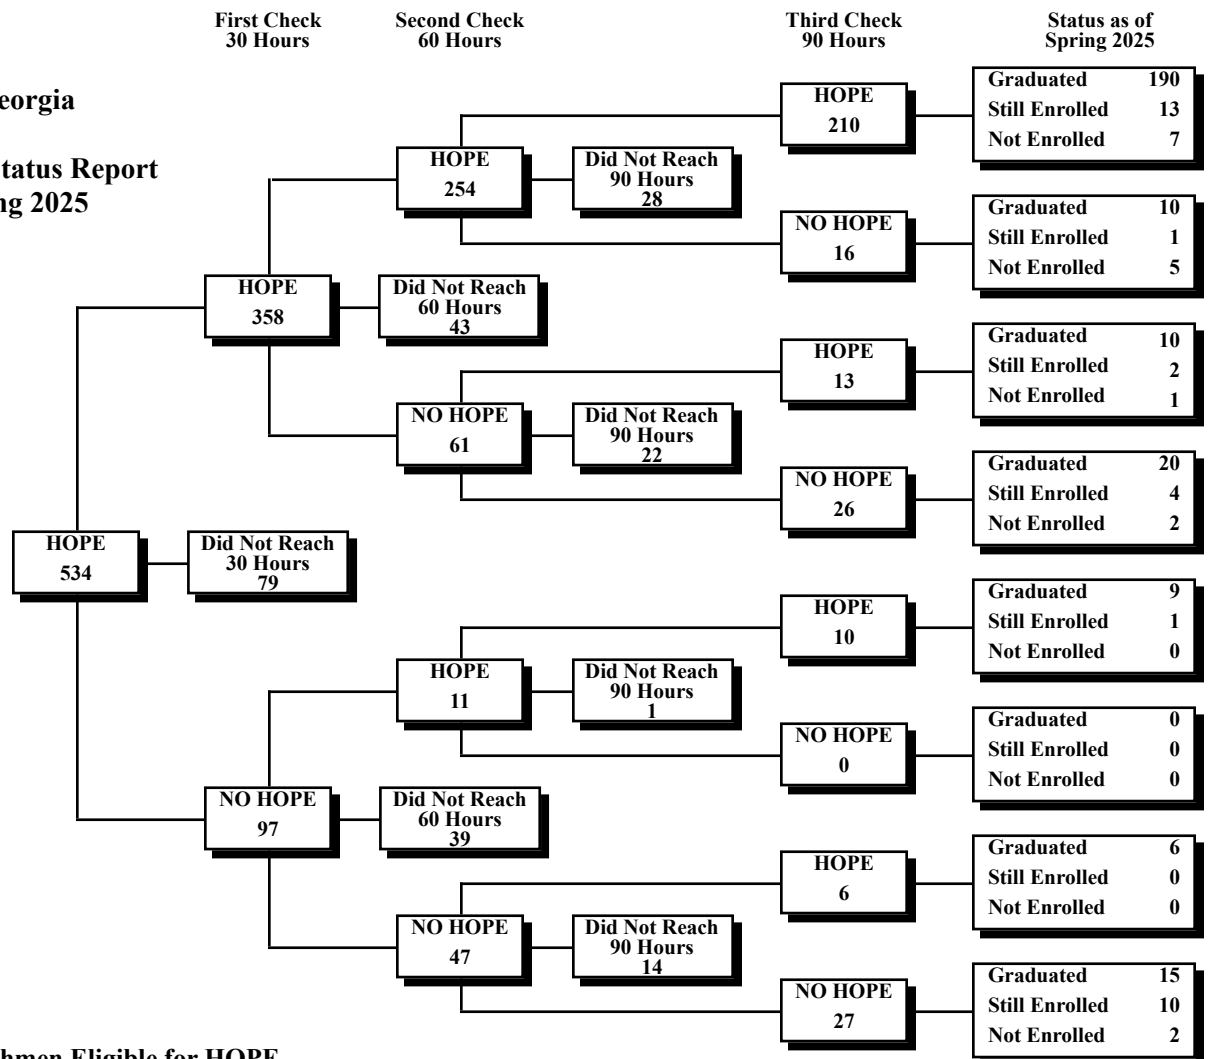 First Check
30 Hours
Second Check
60 Hours
Third Check
90 Hours
Status as of
Spring 2025
Status Report
2025
HOPE
534
Did Not Reach
30 Hours
79
HOPE
358
Did Not Reach
60 Hours
43
NO HOPE
97
Did Not Reach
60 Hours
39
HOPE
254
Did Not Reach
90 Hours
28
NO HOPE
61
Did Not Reach
90 Hours
22
HOPE
11
Did Not Reach
90 Hours
1
NO HOPE
47
Did Not Reach
90 Hours
14
HOPE
210
Graduated 190
Still Enrolled 13
Not Enrolled 7
NO HOPE
16
Graduated 10
Still Enrolled 1
Not Enrolled 5
HOPE
13
Graduated 10
Still Enrolled 2
Not Enrolled 1
NO HOPE
26
Graduated 20
Still Enrolled 4
Not Enrolled 2
HOPE
10
Graduated 9
Still Enrolled 1
Not Enrolled 0
NO HOPE
0
Graduated 0
Still Enrolled 0
Not Enrolled 0
HOPE
6
Graduated 6
Still Enrolled 0
Not Enrolled 0
NO HOPE
27
Graduated 15
Still Enrolled 10
Not Enrolled 2
Eligible for HOPE